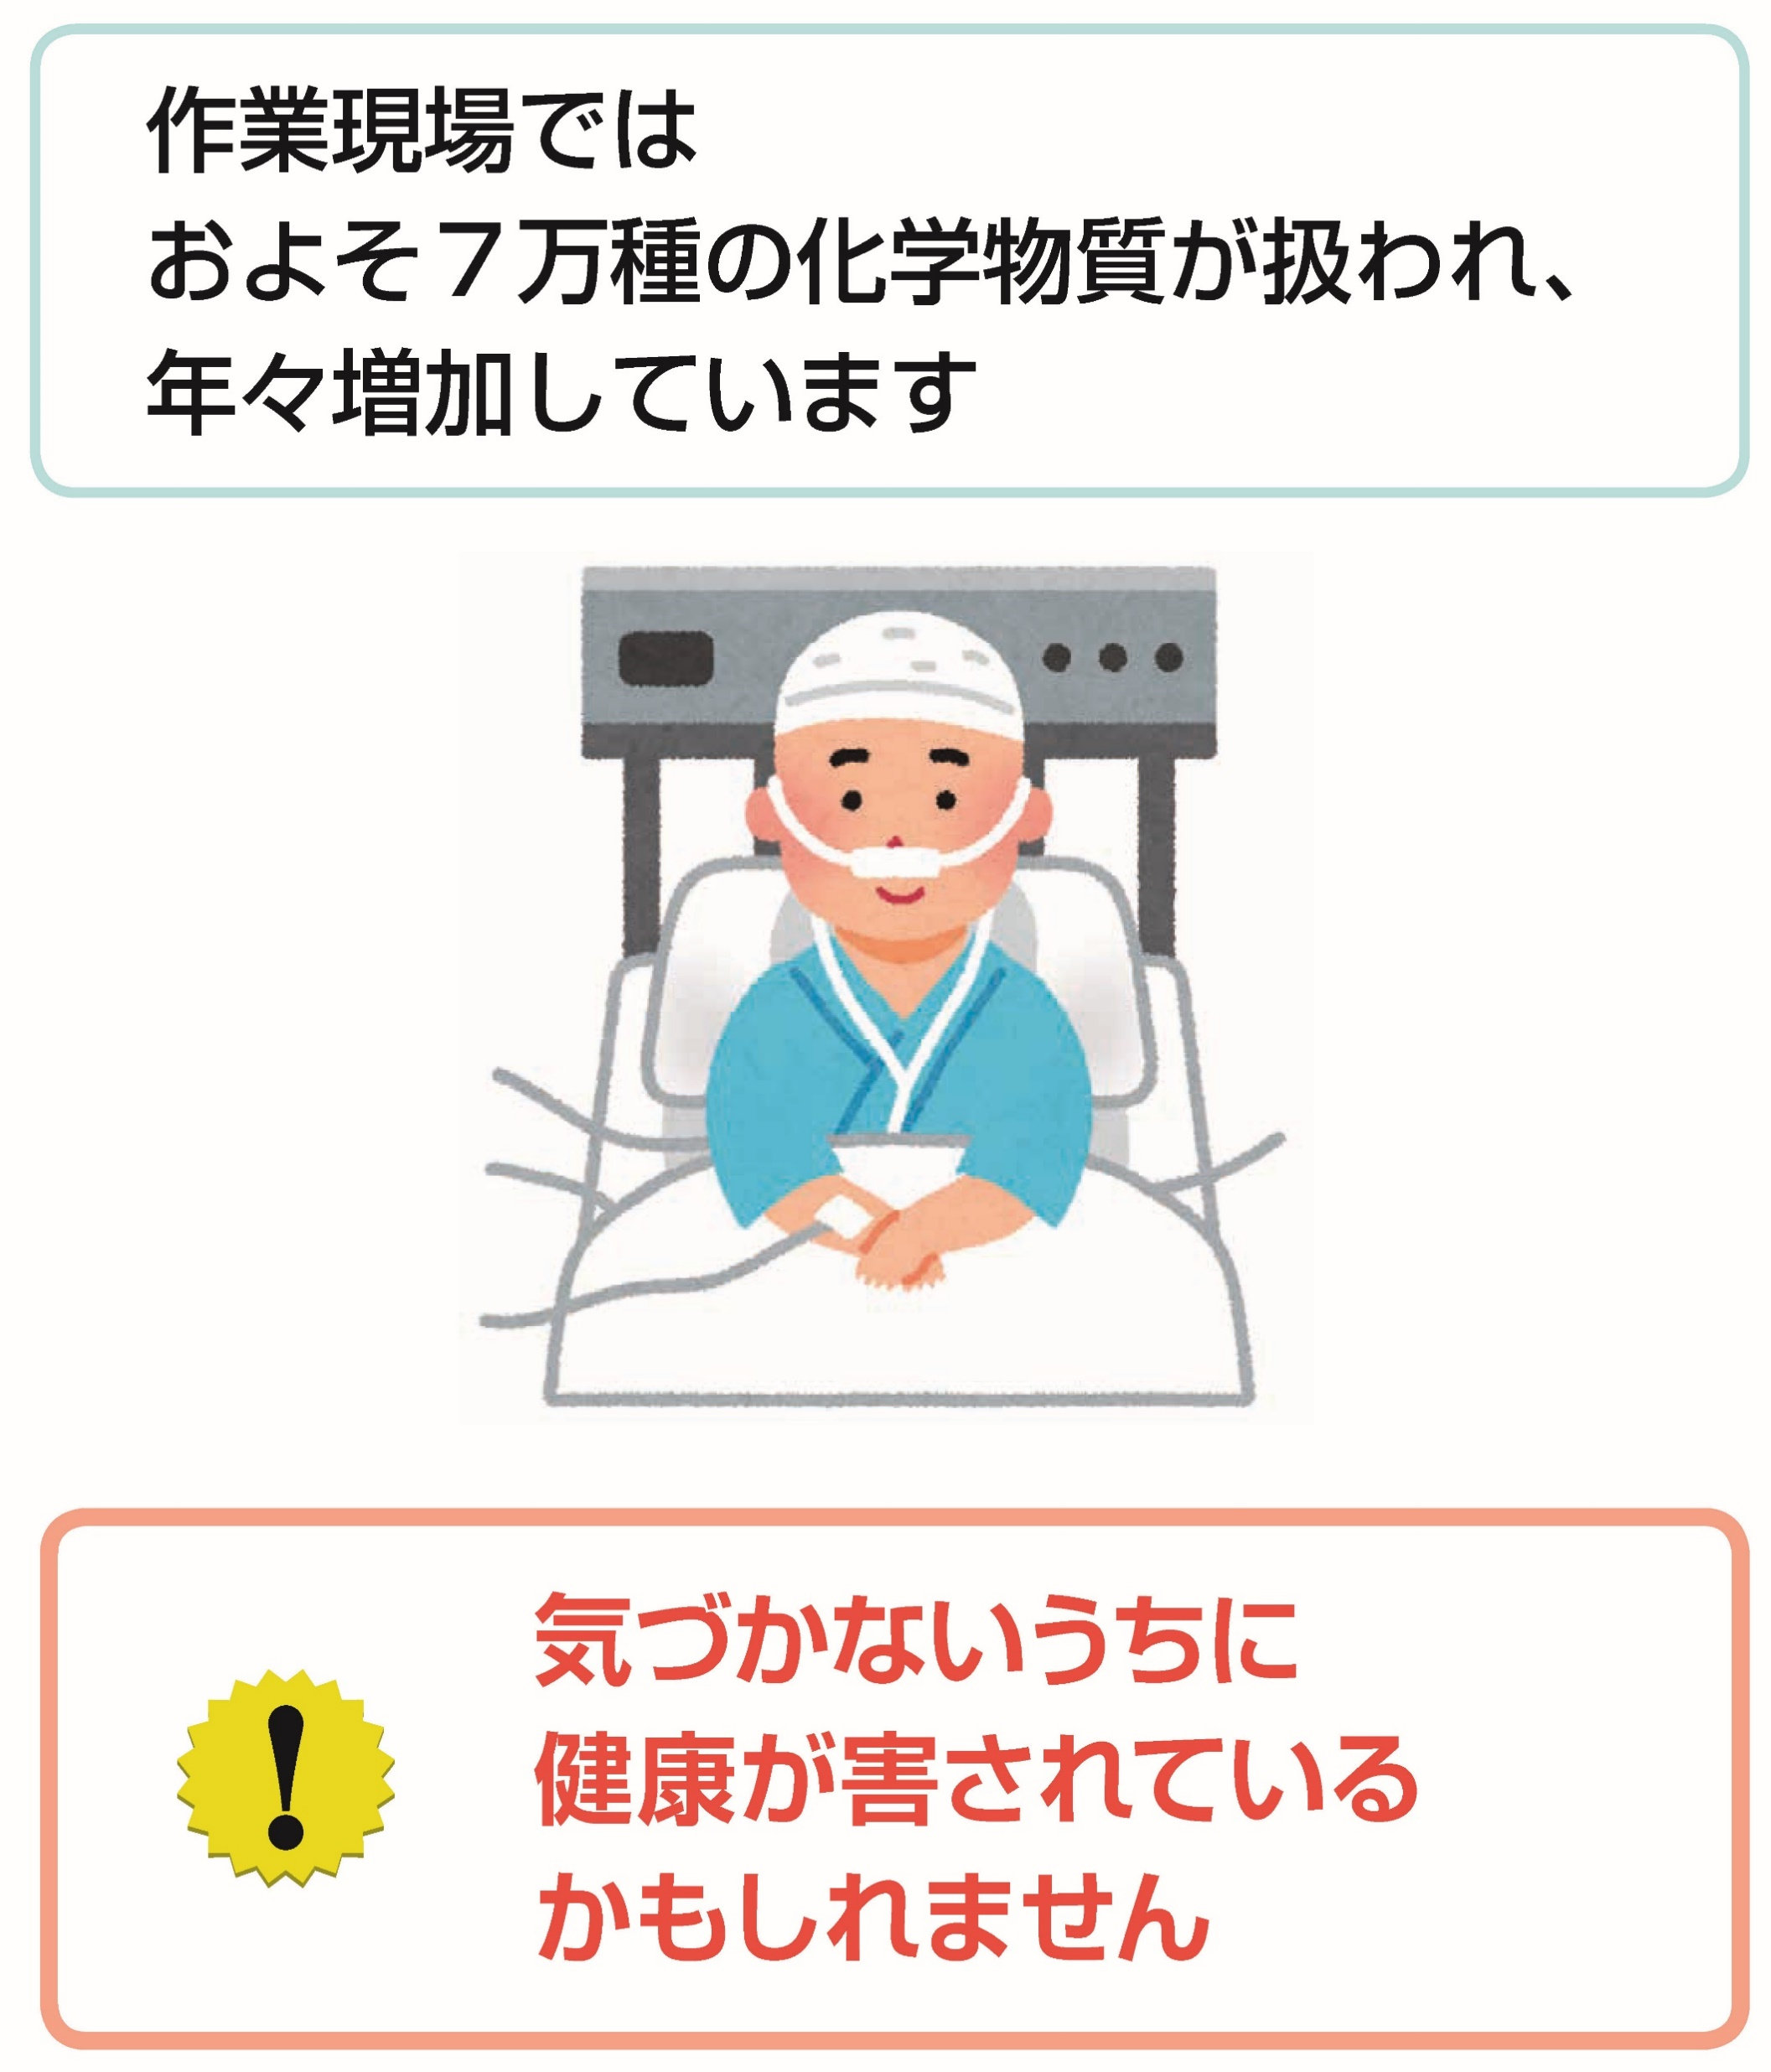 作業現場では
およそ７万種の化学物質が扱われ、
年々増加しています
!
気づかないうちに
健康が害されている
かもしれません